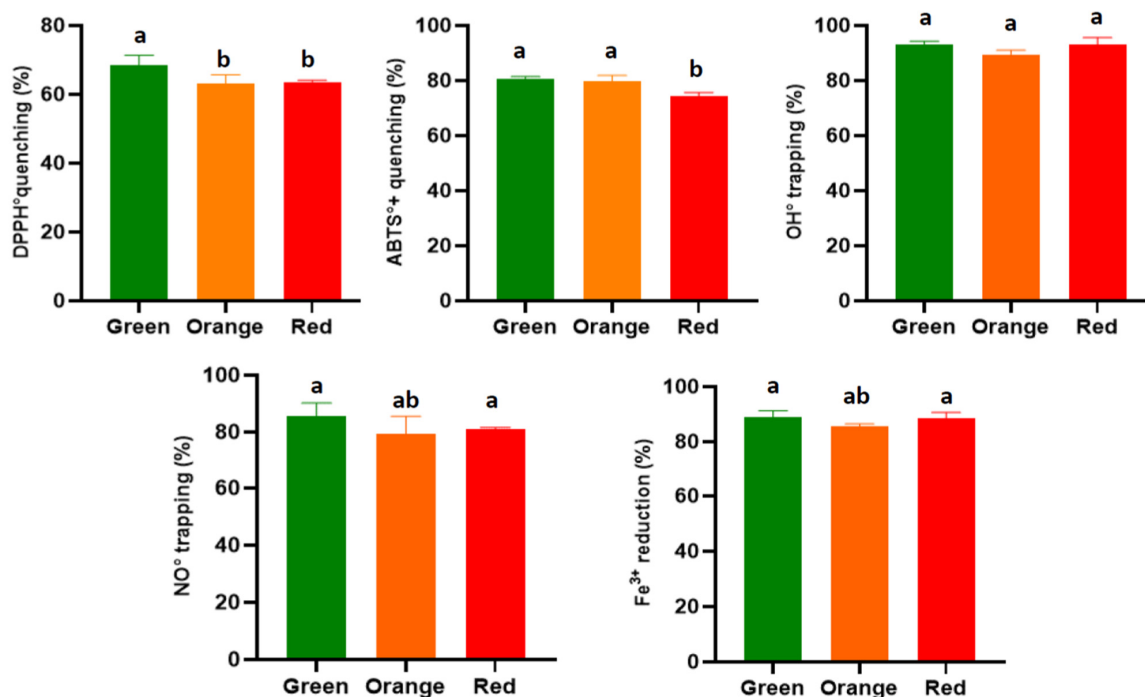 DPPH°quenching (%)
80
60
40
20
0
a
b
b
Green Orange Red
ABTS°+ quenching (%)
100
80
60
40
20
0
a
a
b
Green Orange Red
OH° trapping (%)
100
80
60
40
20
0
a
a
a
Green Orange Red
NO° trapping (%)
100
80
60
40
20
0
a
ab
a
Green Orange Red
Fe³⁺ reduction (%)
100
80
60
40
20
0
a
ab
a
Green Orange Red